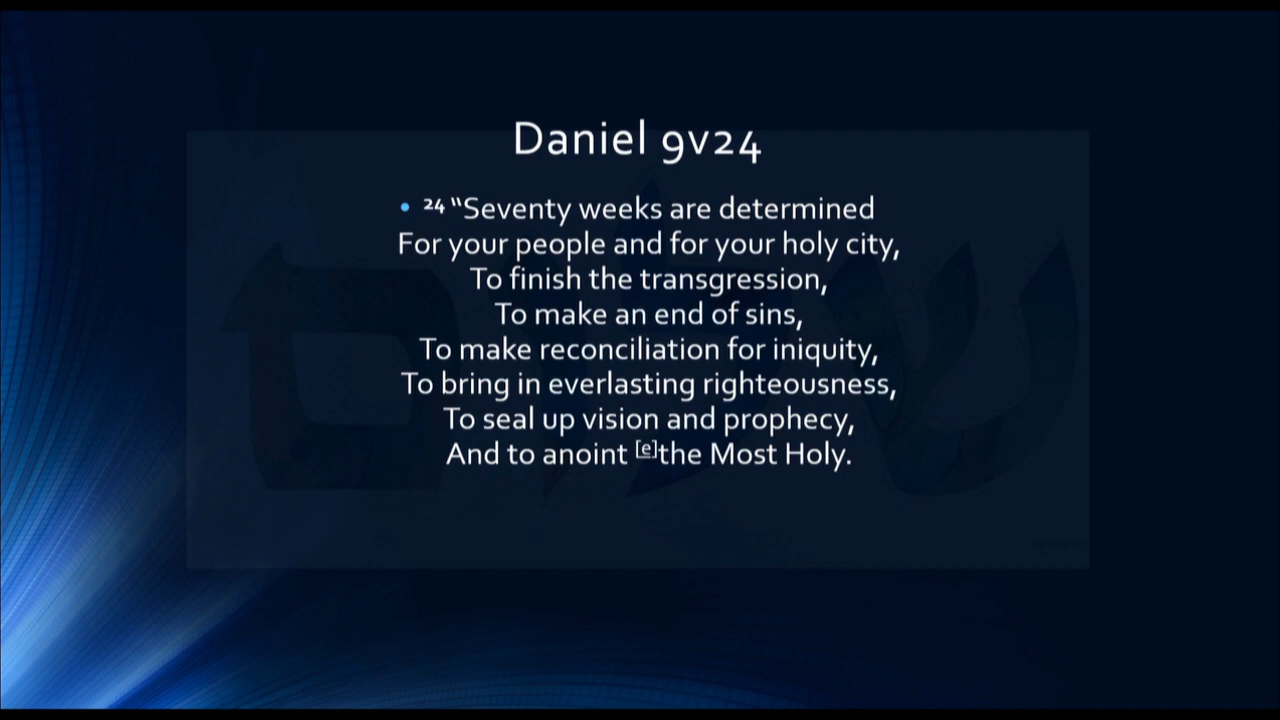 Daniel 9v24
• 24 “Seventy weeks are determined
For your people and for your holy city,
To finish the transgression,
To make an end of sins,
To make reconciliation for iniquity,
To bring in everlasting righteousness,
To seal up vision and prophecy,
And to anoint [e]the Most Holy.
שלום